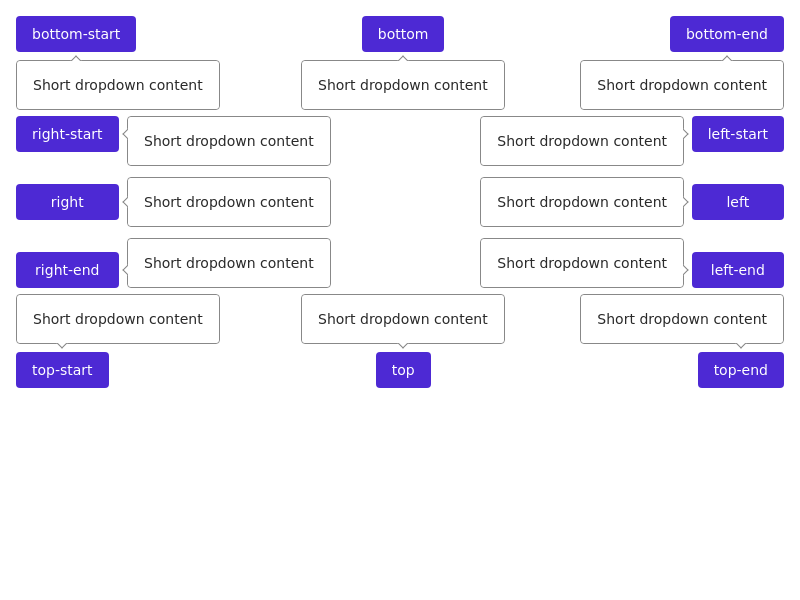 bottom-start
bottom
bottom-end
Short dropdown content
Short dropdown content
Short dropdown content
right-start
Short dropdown content
Short dropdown content
left-start
right
Short dropdown content
Short dropdown content
left
right-end
Short dropdown content
Short dropdown content
left-end
Short dropdown content
Short dropdown content
Short dropdown content
top-start
top
top-end